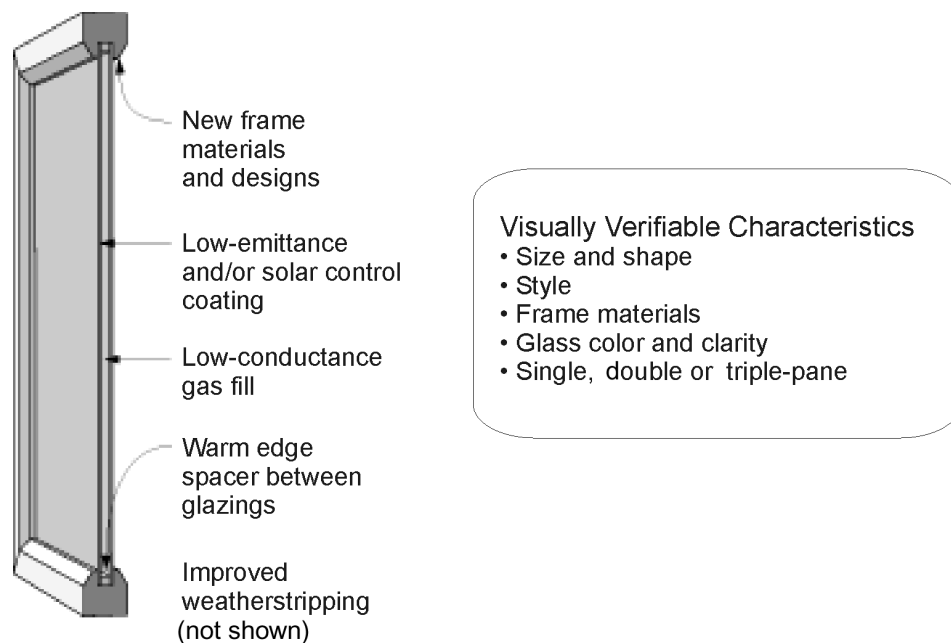 New frame
materials
and designs
Low-emittance
and/or solar control
coating
Low-conductance
gas fill
Warm edge
spacer between
glazings
Improved
weatherstripping
(not shown)
Visually Verifiable Characteristics
• Size and shape
• Style
• Frame materials
• Glass color and clarity
• Single, double or triple-pane